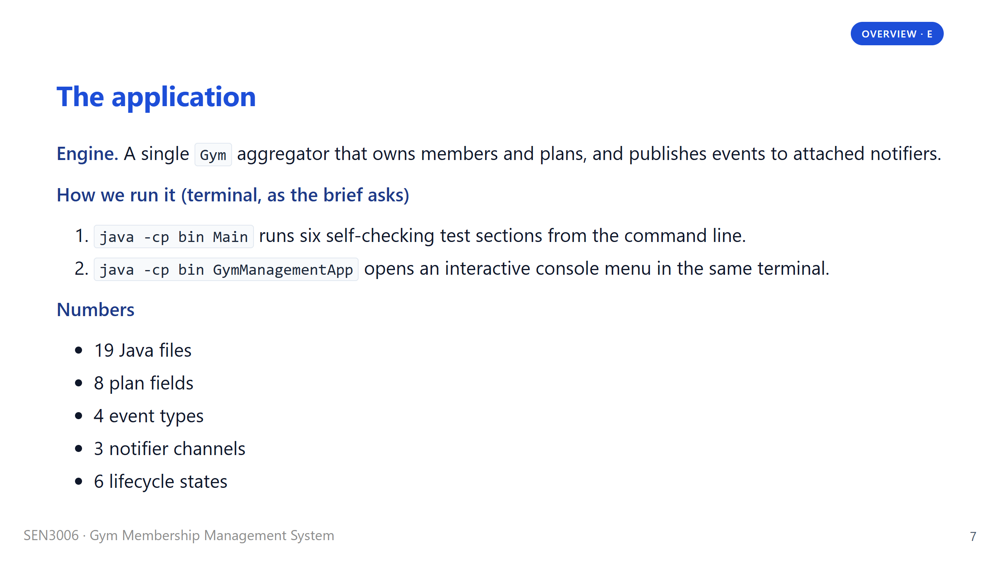 OVERVIEW · E
The application
Engine. A single Gym aggregator that owns members and plans, and publishes events to attached notifiers.
How we run it (terminal, as the brief asks)
1. java -cp bin Main runs six self-checking test sections from the command line.
2. java -cp bin GymManagementApp opens an interactive console menu in the same terminal.
Numbers
• 19 Java files
• 8 plan fields
• 4 event types
• 3 notifier channels
• 6 lifecycle states
SEN3006 · Gym Membership Management System
7